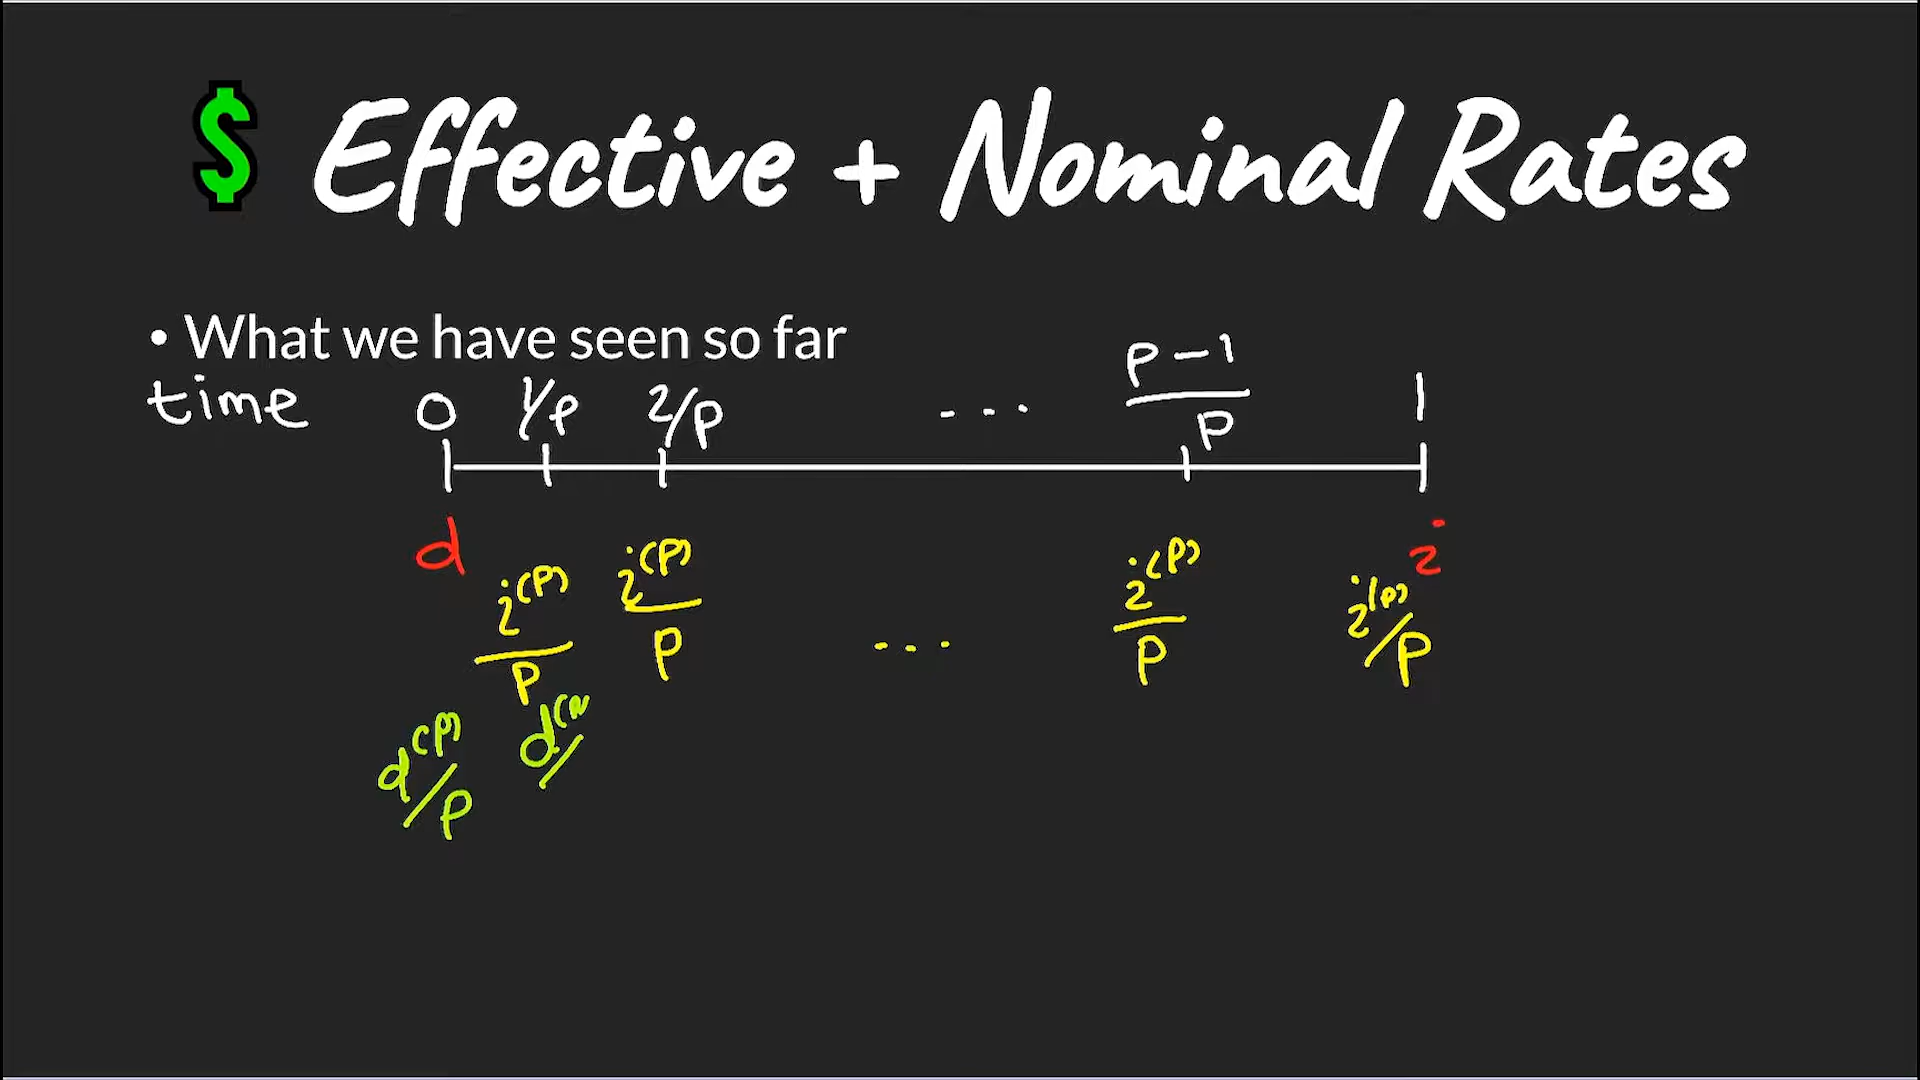 $ Effective + Nominal Rates
• What we have seen so far
time 0 1/p 2/p ... p-1/p 1
d i
i^(p)/p i^(p)/p ... i^(p)/p i^(p)/p
d^(p)/p d^(p